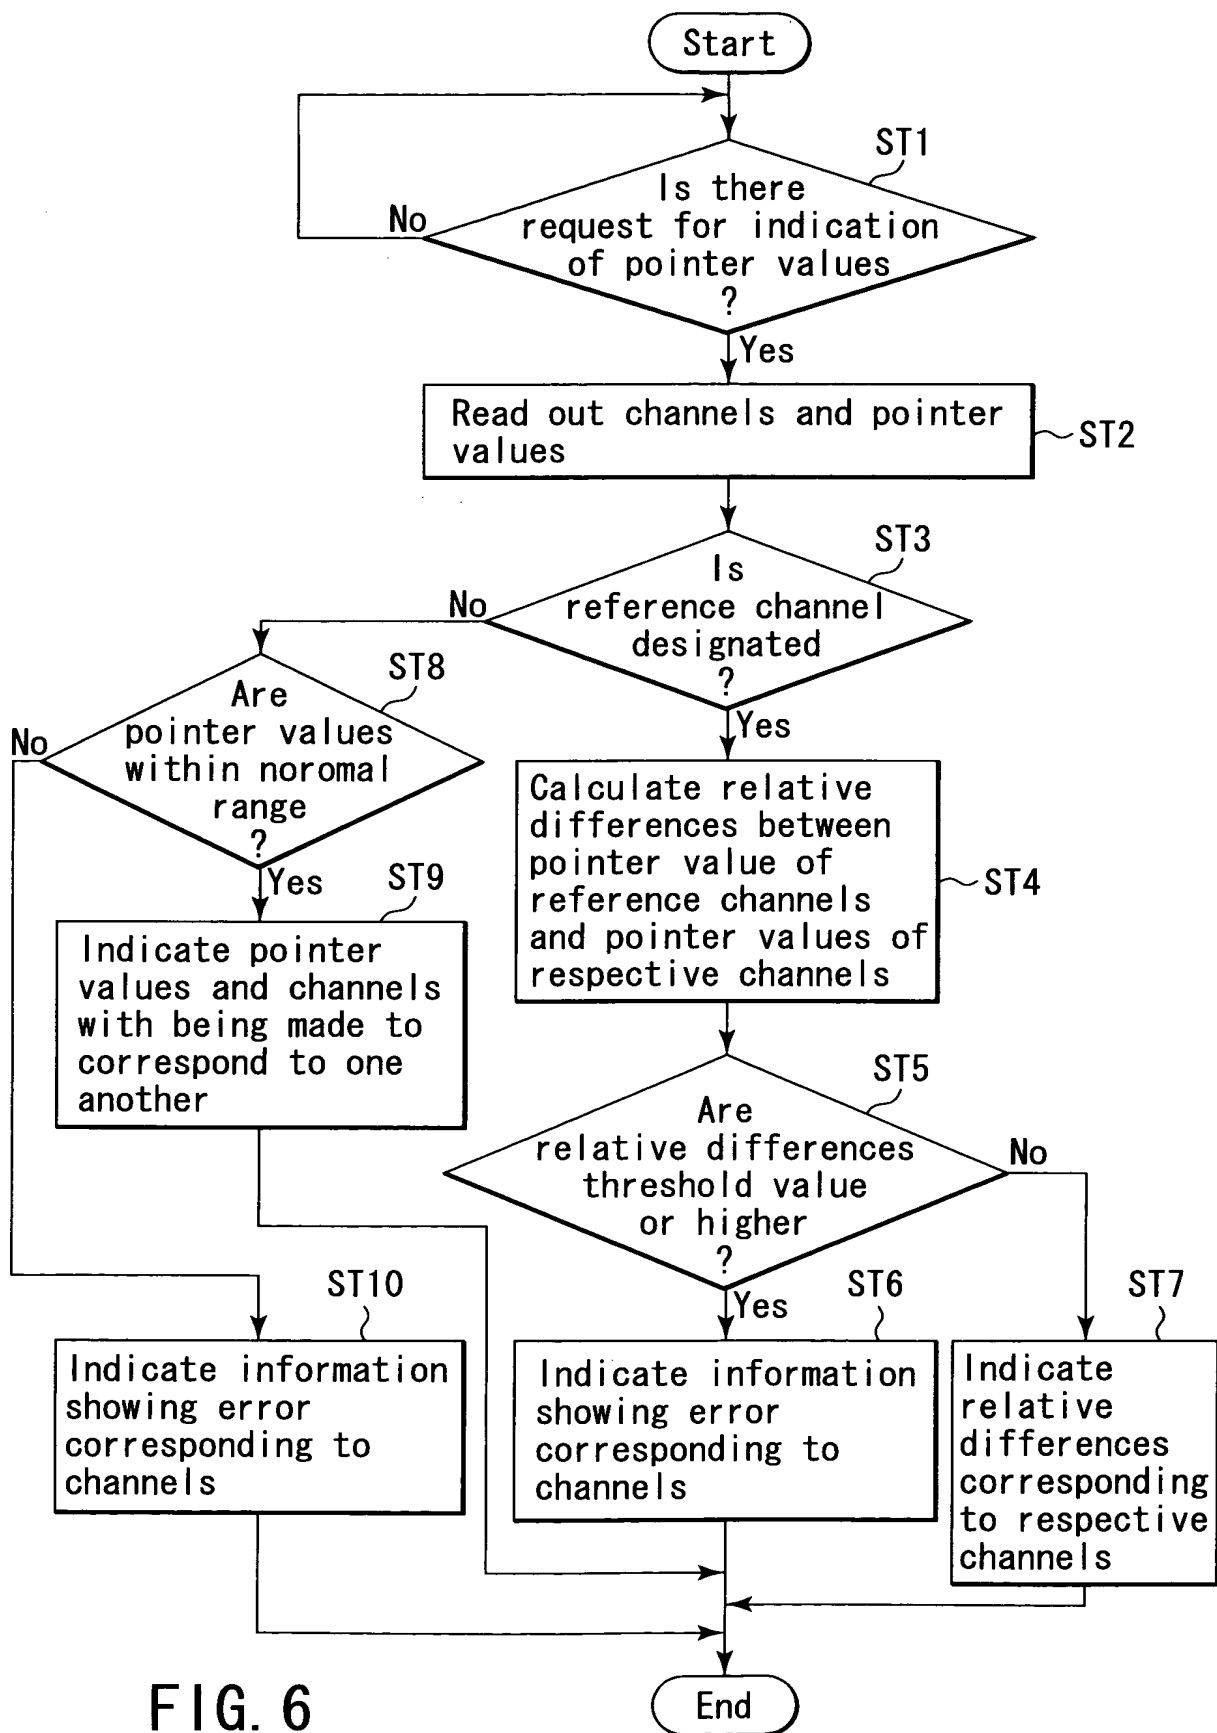 Start
ST1
Is there
request for indication
of pointer values
?
No
Yes
Read out channels and pointer
values
ST2
ST3
Is
reference channel
designated
?
No
Yes
ST8
Are
pointer values
within noromal
range
?
No
Yes
Calculate relative
differences between
pointer value of
reference channels
and pointer values of
respective channels
ST4
ST9
Indicate pointer
values and channels
with being made to
correspond to one
another
ST5
Are
relative differences
threshold value
or higher
?
No
Yes
ST10
Indicate information
showing error
corresponding to
channels
ST6
Indicate information
showing error
corresponding to
channels
ST7
Indicate
relative
differences
corresponding
to respective
channels
End
FIG. 6